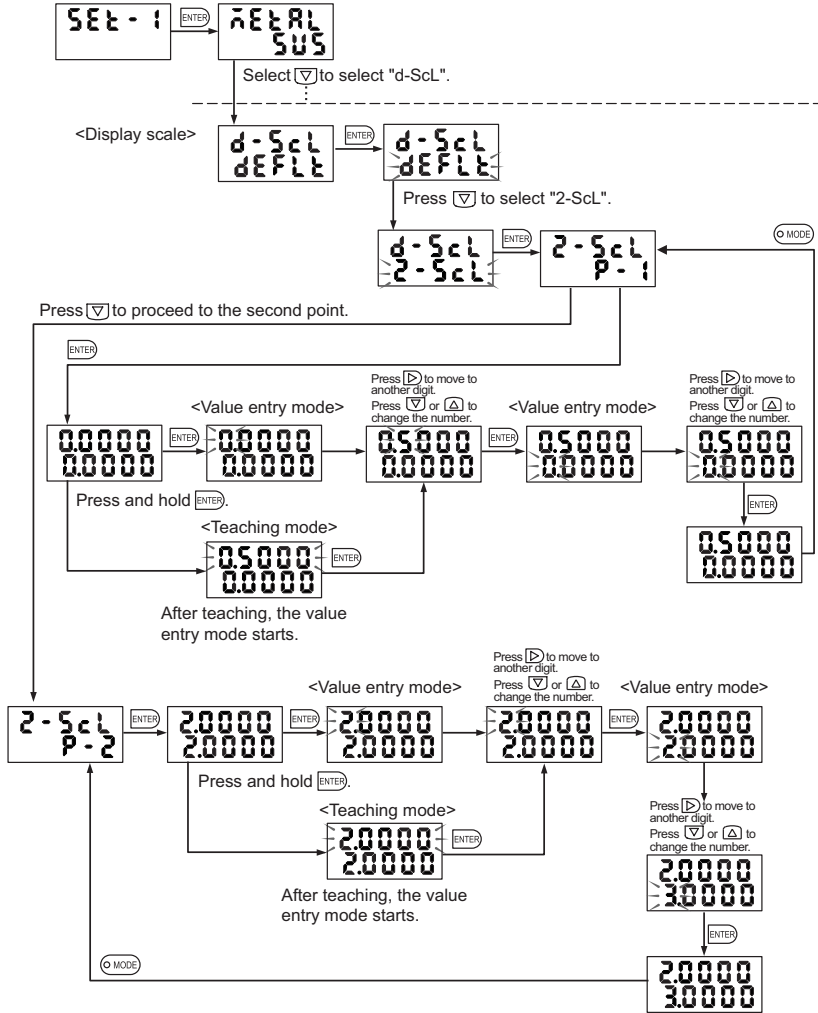 SEt - 1
ENTER
MEtAL
SUS
Select ▽ to select "d-ScL".
<Display scale>
d - ScL
dEFLt
ENTER
d - ScL
dEFLt
Press ▽ to select "2-ScL".
d - ScL
2 - ScL
ENTER
2 - ScL
P - 1
MODE
Press ▽ to proceed to the second point.
ENTER
0.0000
0.0000
ENTER
<Value entry mode>
0.0000
0.0000
Press ▷ to move to
another digit.
Press ▽ or △ to
change the number.
0.5000
0.0000
ENTER
<Value entry mode>
0.5000
0.0000
Press ▷ to move to
another digit.
Press ▽ or △ to
change the number.
0.5000
0.0000
ENTER
0.5000
0.0000
Press and hold ENTER.
<Teaching mode>
0.5000
0.0000
ENTER
After teaching, the value
entry mode starts.
2 - ScL
P - 2
ENTER
2.0000
2.0000
ENTER
<Value entry mode>
2.0000
2.0000
Press ▷ to move to
another digit.
Press ▽ or △ to
change the number.
2.0000
2.0000
ENTER
<Value entry mode>
2.0000
2.0000
Press and hold ENTER.
<Teaching mode>
2.0000
2.0000
ENTER
After teaching, the value
entry mode starts.
Press ▷ to move to
another digit.
Press ▽ or △ to
change the number.
2.0000
3.0000
ENTER
2.0000
3.0000
MODE